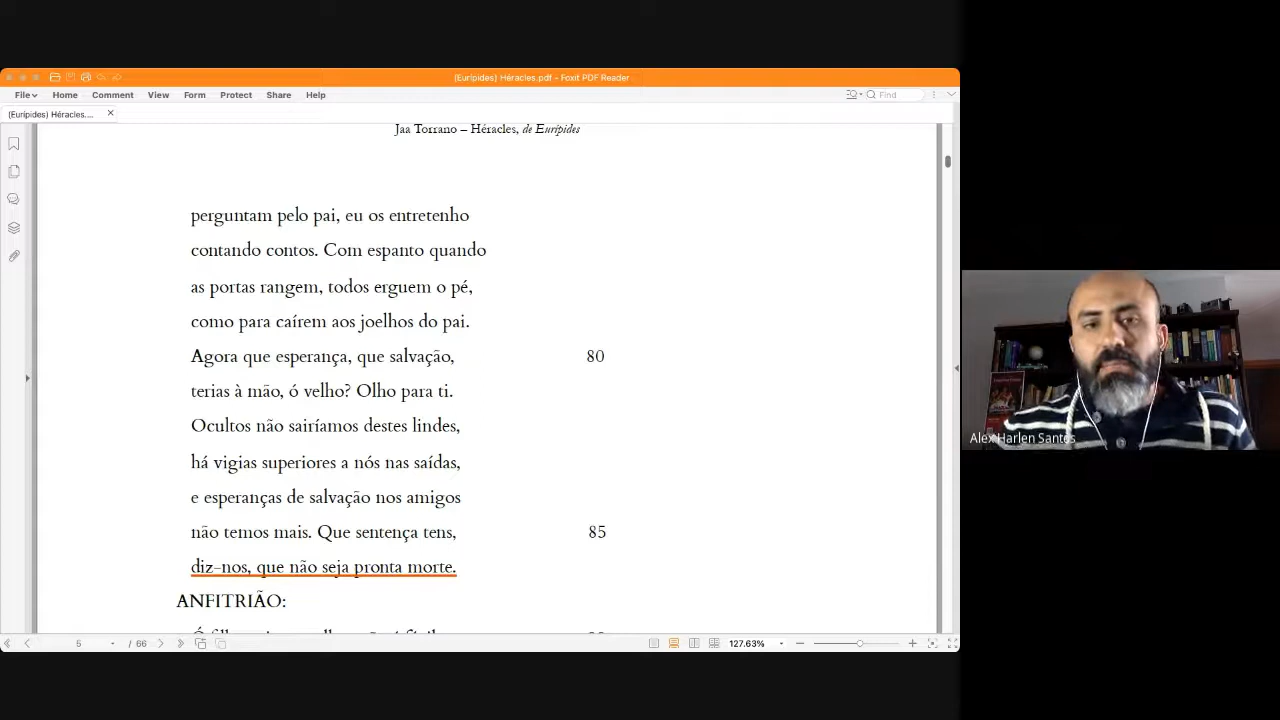 (Eurípides) Héracles.pdf - Foxit PDF Reader
File Home Comment View Form Protect Share Help
Find
(Eurípides) Héracles....
Jaa Torrano – Héracles, de Eurípides
perguntam pelo pai, eu os entretenho
contando contos. Com espanto quando
as portas rangem, todos erguem o pé,
como para caírem aos joelhos do pai.
Agora que esperança, que salvação, 80
terias à mão, ó velho? Olho para ti.
Ocultos não sairíamos destes lindes,
há vigias superiores a nós nas saídas,
e esperanças de salvação nos amigos
não temos mais. Que sentença tens, 85
diz-nos, que não seja pronta morte.
ANFITRIÃO:
5 / 66
127.63%
Alex Harlen Santos